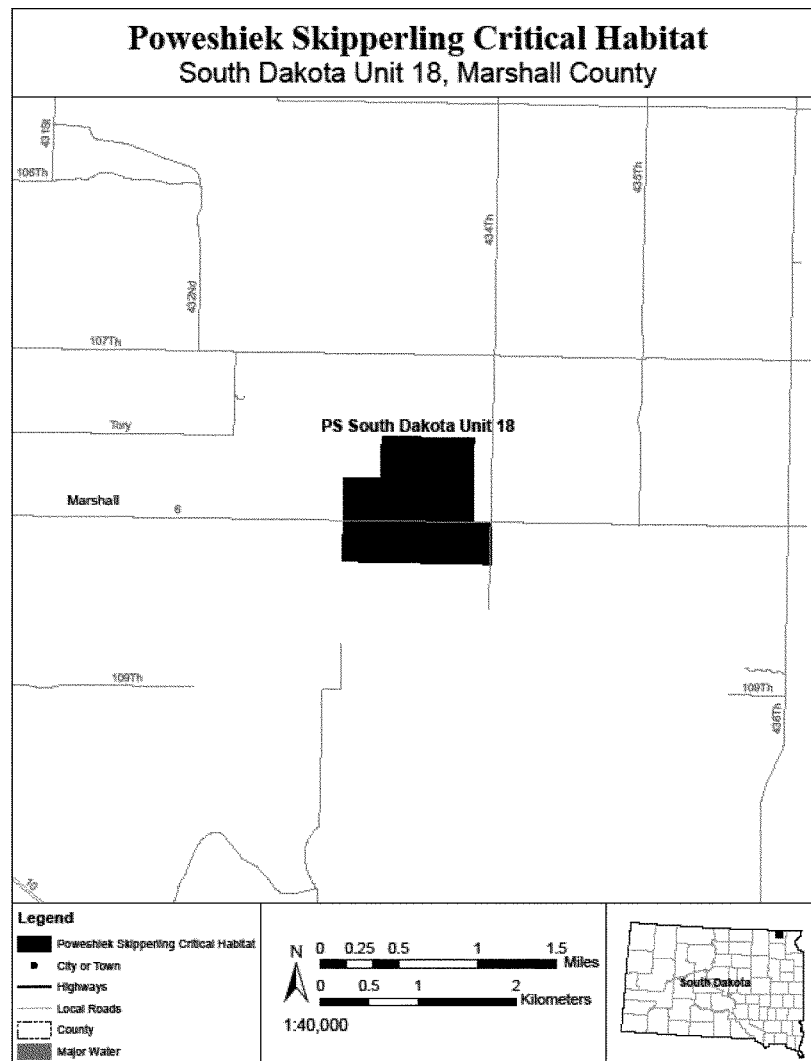 Poweshiek Skipperling Critical Habitat
South Dakota Unit 18, Marshall County
431St
106Th
432Nd
434Th
435Th
107Th
Tory
PS South Dakota Unit 18
Marshall
6
109Th
109Th
436Th
10
Legend
Poweshiek Skipperling Critical Habitat
City or Town
Highways
Local Roads
County
Major Water
N
0 0.25 0.5 1 1.5
Miles
0 0.5 1 2
Kilometers
1:40,000
South Dakota